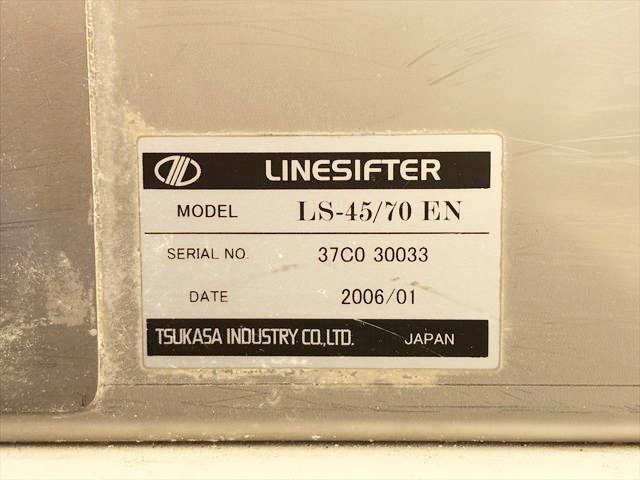 LINESIFTER
MODEL LS-45/70 EN
SERIAL NO. 37C0 30033
DATE 2006/01
TSUKASA INDUSTRY CO.,LTD. JAPAN